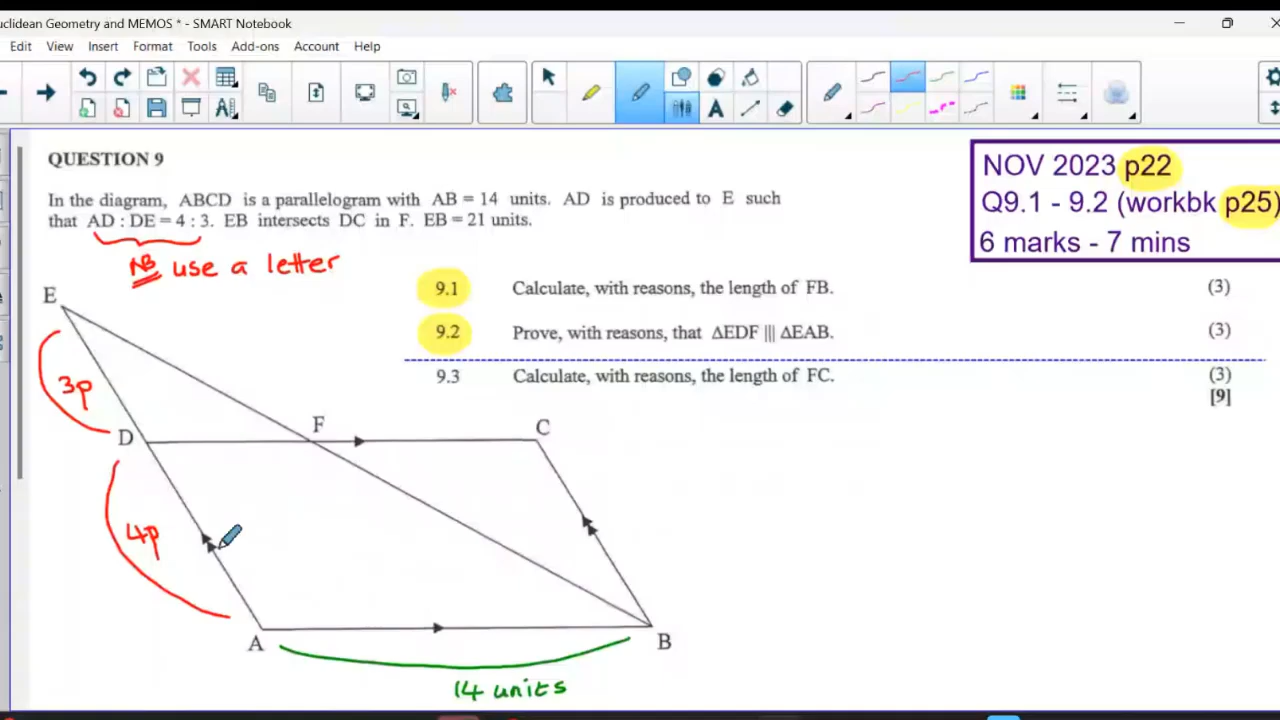 uclidean Geometry and MEMOS * - SMART Notebook
Edit View Insert Format Tools Add-ons Account Help
QUESTION 9
In the diagram, ABCD is a parallelogram with AB = 14 units. AD is produced to E such
that AD : DE = 4 : 3. EB intersects DC in F. EB = 21 units.
NB use a letter
NOV 2023 p22
Q9.1 - 9.2 (workbk p25)
6 marks - 7 mins
9.1 Calculate, with reasons, the length of FB. (3)
9.2 Prove, with reasons, that ΔEDF ||| ΔEAB. (3)
9.3 Calculate, with reasons, the length of FC. (3)
[9]
E
3p
D
F
C
4p
A
B
14 units